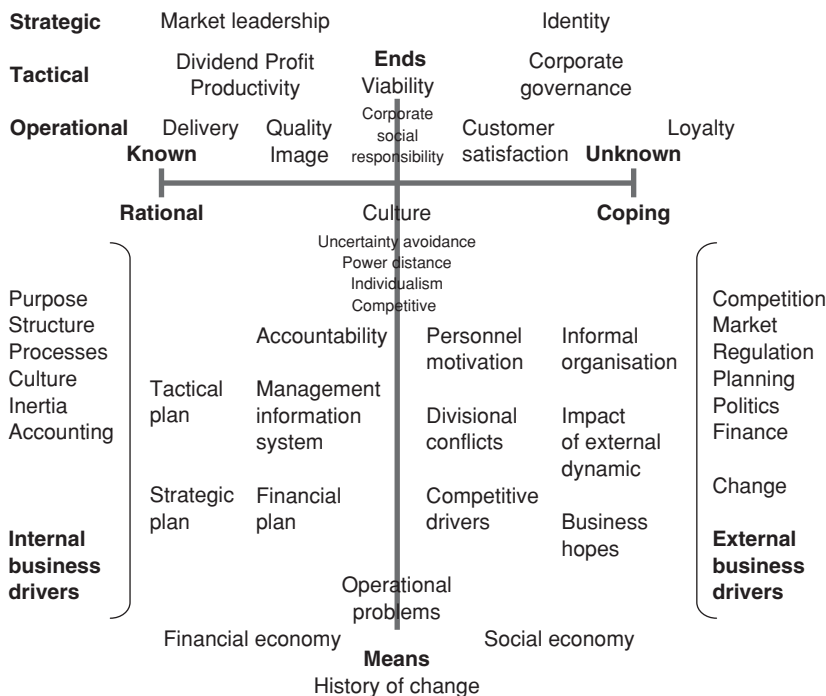 Strategic Market leadership Identity
Ends
Tactical Dividend Profit Corporate
Productivity Viability governance
Operational Delivery Quality Corporate Customer Loyalty
Image social satisfaction
responsibility
Known Unknown
Rational Culture Coping
Uncertainty avoidance
Power distance
Individualism
Competitive
Purpose
Structure
Processes
Culture
Inertia
Accounting
Internal
business
drivers
Accountability
Tactical
plan
Management
information
system
Strategic
plan
Financial
plan
Personnel
motivation
Informal
organisation
Divisional
conflicts
Impact
of external
dynamic
Competitive
drivers
Business
hopes
Competition
Market
Regulation
Planning
Politics
Finance
Change
External
business
drivers
Operational
problems
Financial economy Social economy
Means
History of change